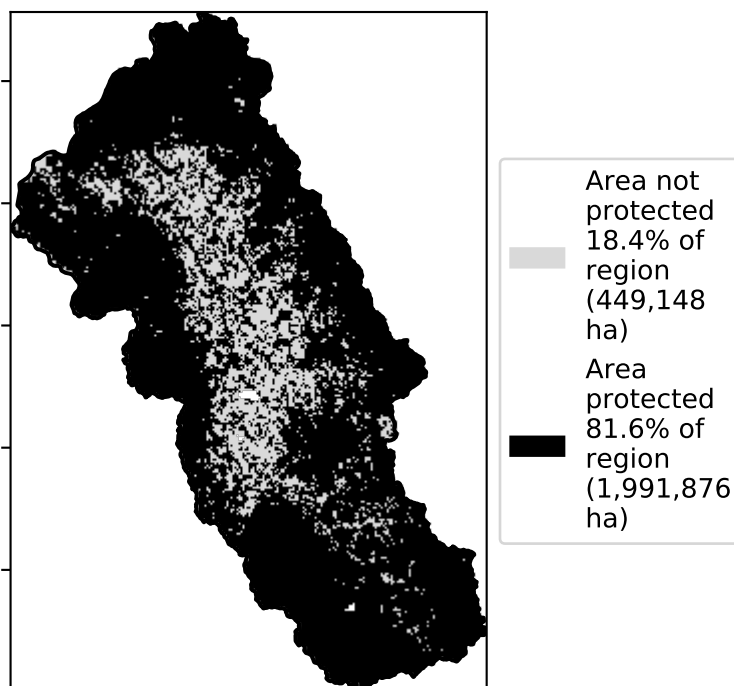 Area not
protected
18.4% of
region
(449,148
ha)
Area
protected
81.6% of
region
(1,991,876
ha)